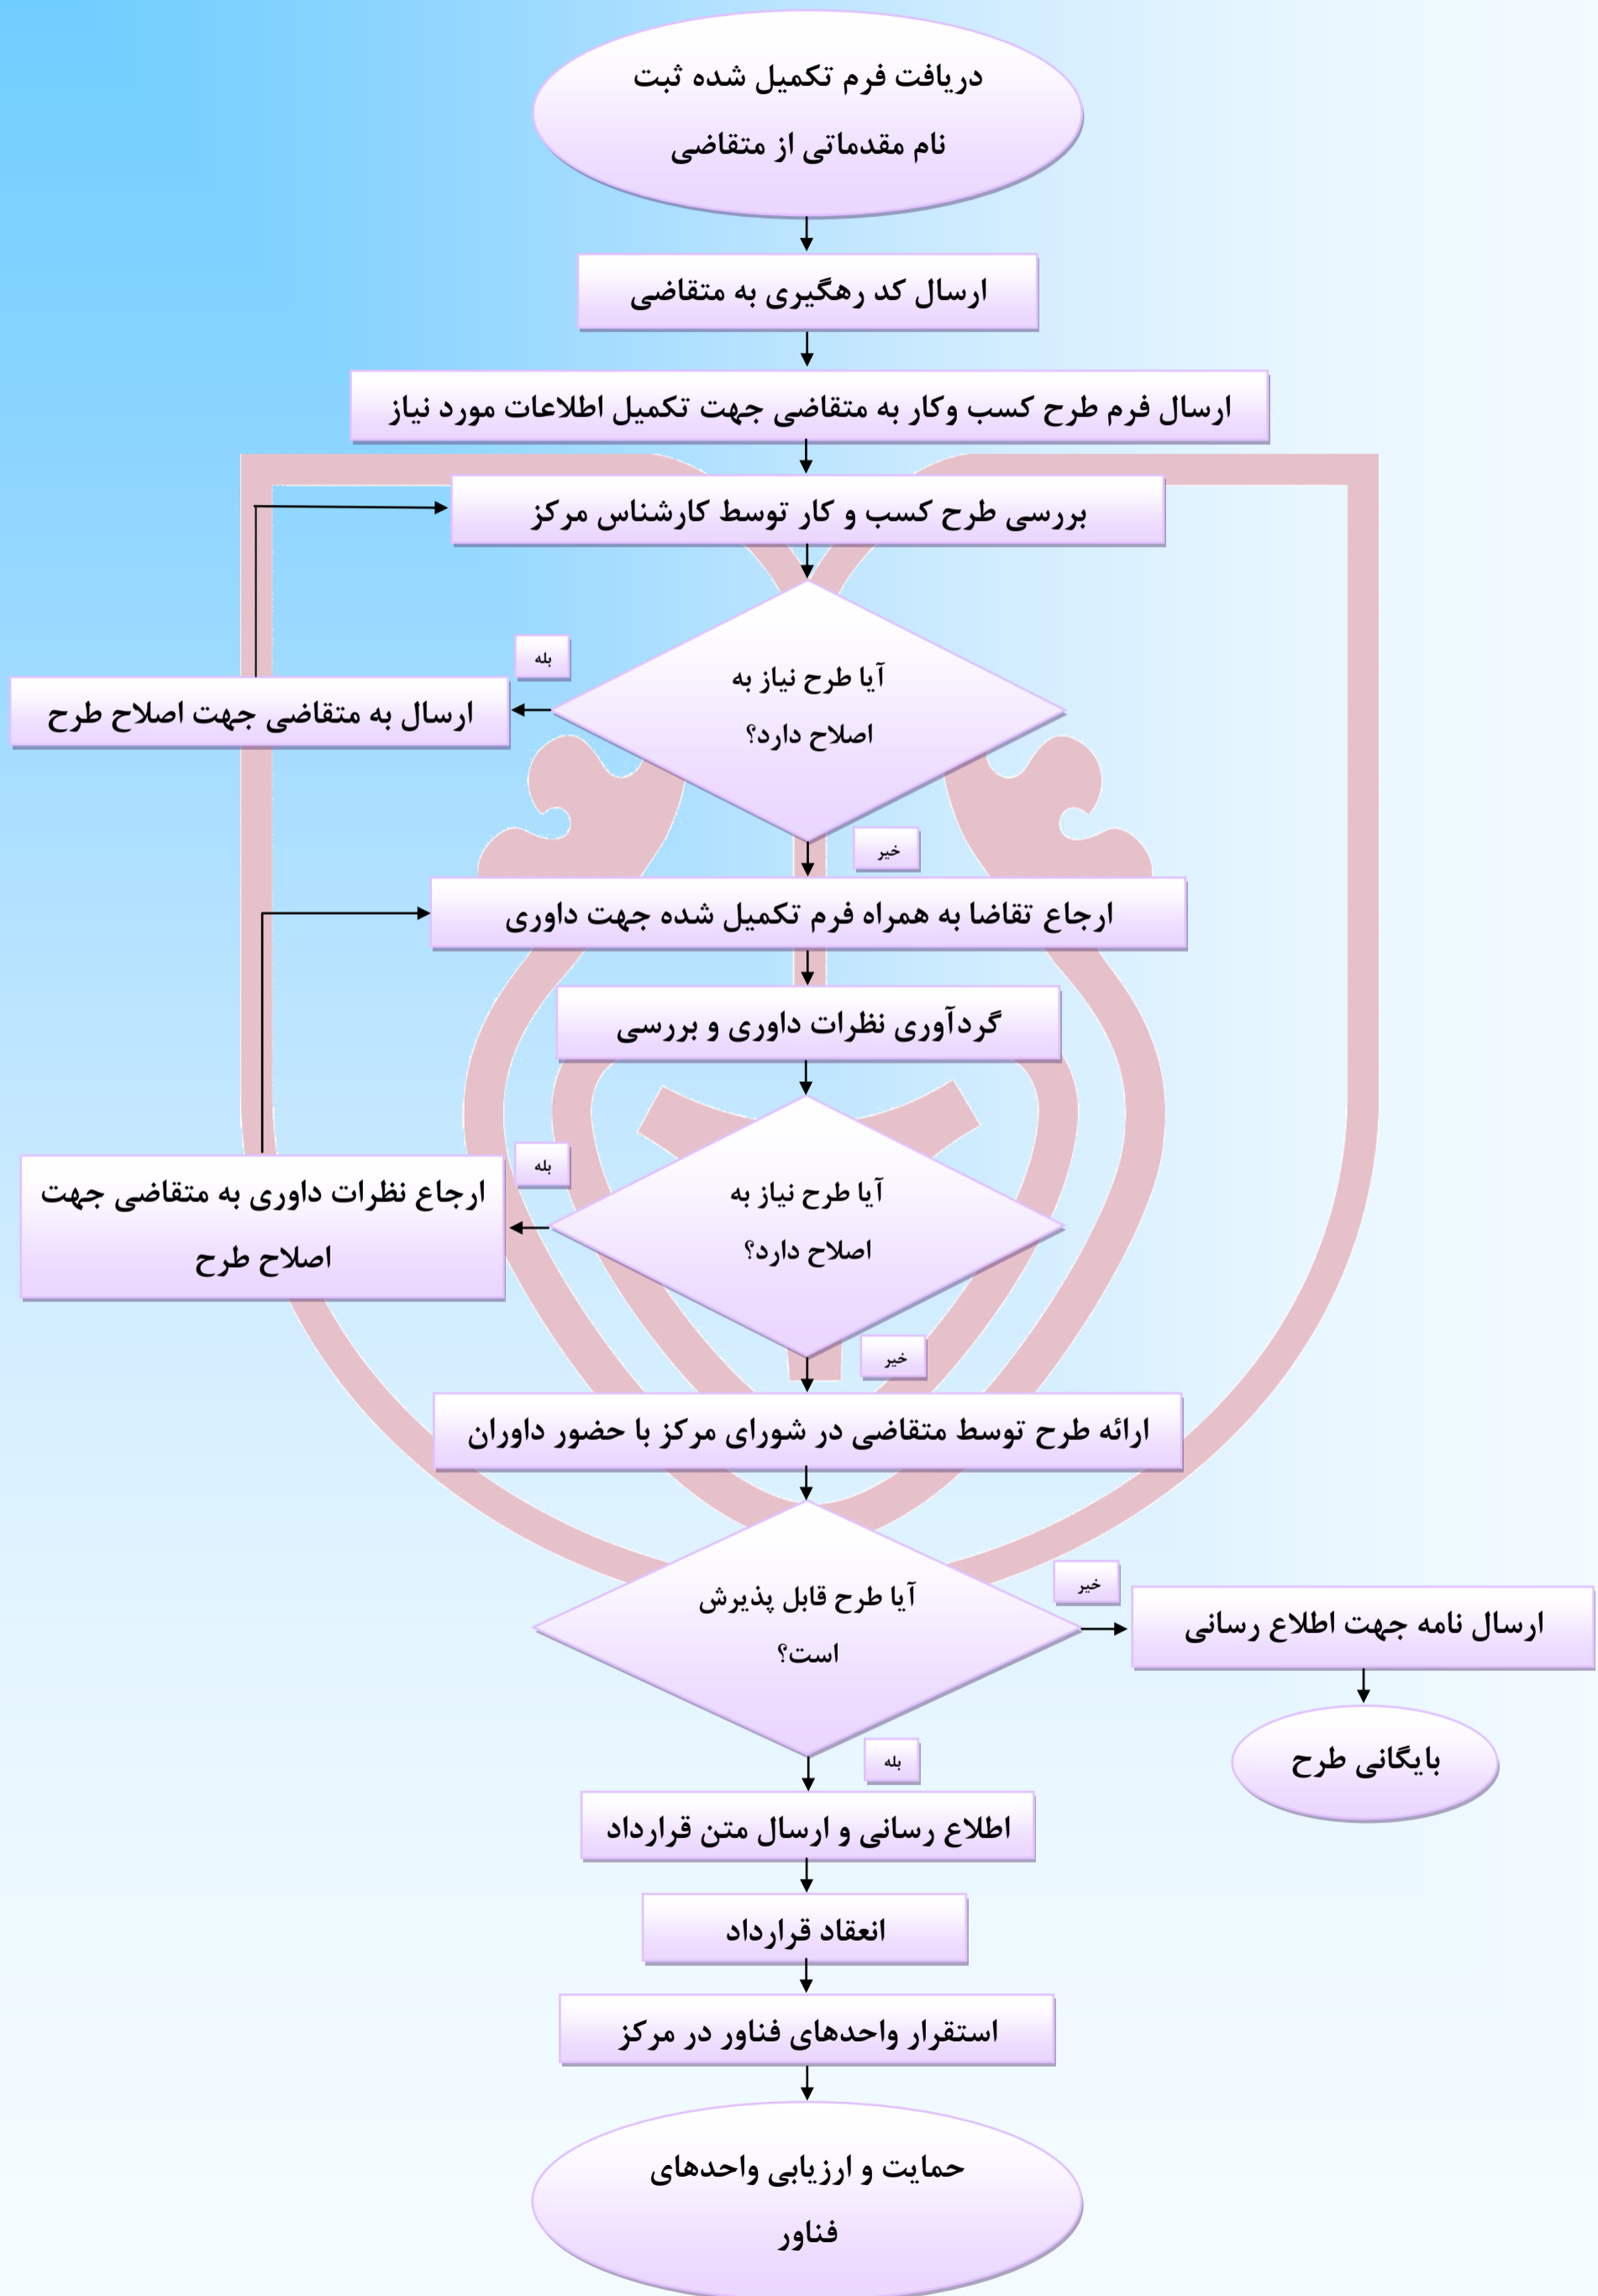 دریافت فرم تکمیل شده ثبت
نام مقدماتی از متقاضی
ارسال کد رهگیری به متقاضی
ارسال فرم طرح کسب وکار به متقاضی جهت تکمیل اطلاعات مورد نیاز
بررسی طرح کسب و کار توسط کارشناس مرکز
آیا طرح نیاز به
اصلاح دارد؟
بله
ارسال به متقاضی جهت اصلاح طرح
خیر
ارجاع تقاضا به همراه فرم تکمیل شده جهت داوری
گردآوری نظرات داوری و بررسی
آیا طرح نیاز به
اصلاح دارد؟
بله
ارجاع نظرات داوری به متقاضی جهت
اصلاح طرح
خیر
ارائه طرح توسط متقاضی در شورای مرکز با حضور داوران
آیا طرح قابل پذیرش
است؟
خیر
ارسال نامه جهت اطلاع رسانی
بایگانی طرح
بله
اطلاع رسانی و ارسال متن قرارداد
انعقاد قرارداد
استقرار واحدهای فناور در مرکز
حمایت و ارزیابی واحدهای
فناور